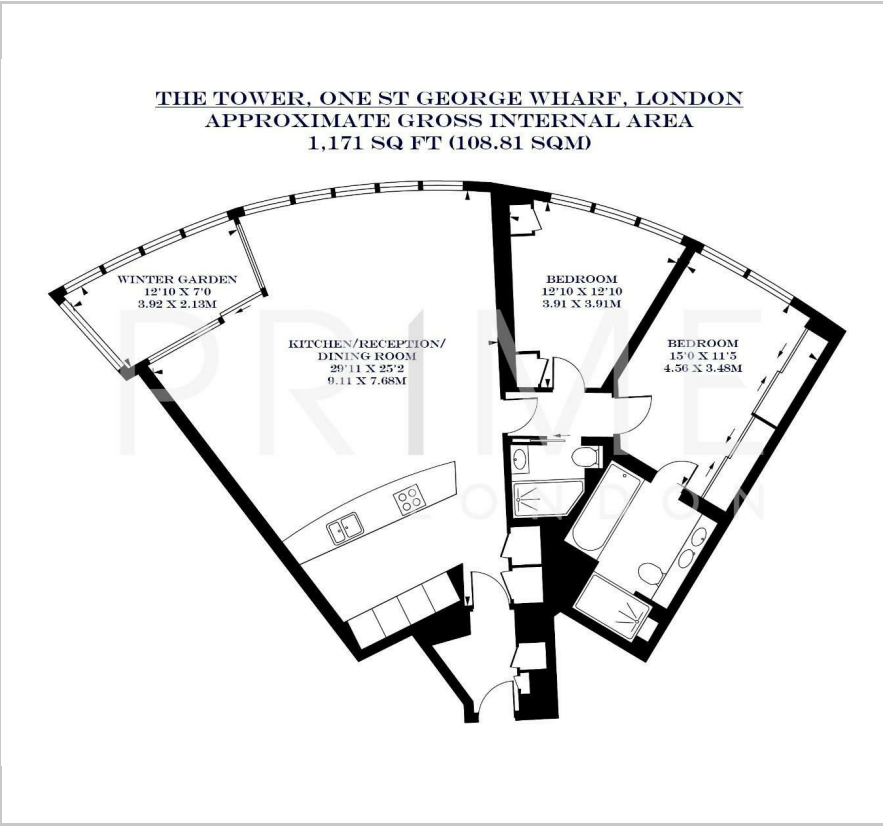 THE TOWER, ONE ST GEORGE WHARF, LONDON
APPROXIMATE GROSS INTERNAL AREA
1,171 SQ FT (108.81 SQM)
WINTER GARDEN
12'10 X 7'0
3.92 X 2.13M
KITCHEN/RECEPTION/
DINING ROOM
29'11 X 25'2
9.11 X 7.68M
BEDROOM
12'10 X 12'10
3.91 X 3.91M
BEDROOM
15'0 X 11'5
4.56 X 3.48M
PRIME
LONDON